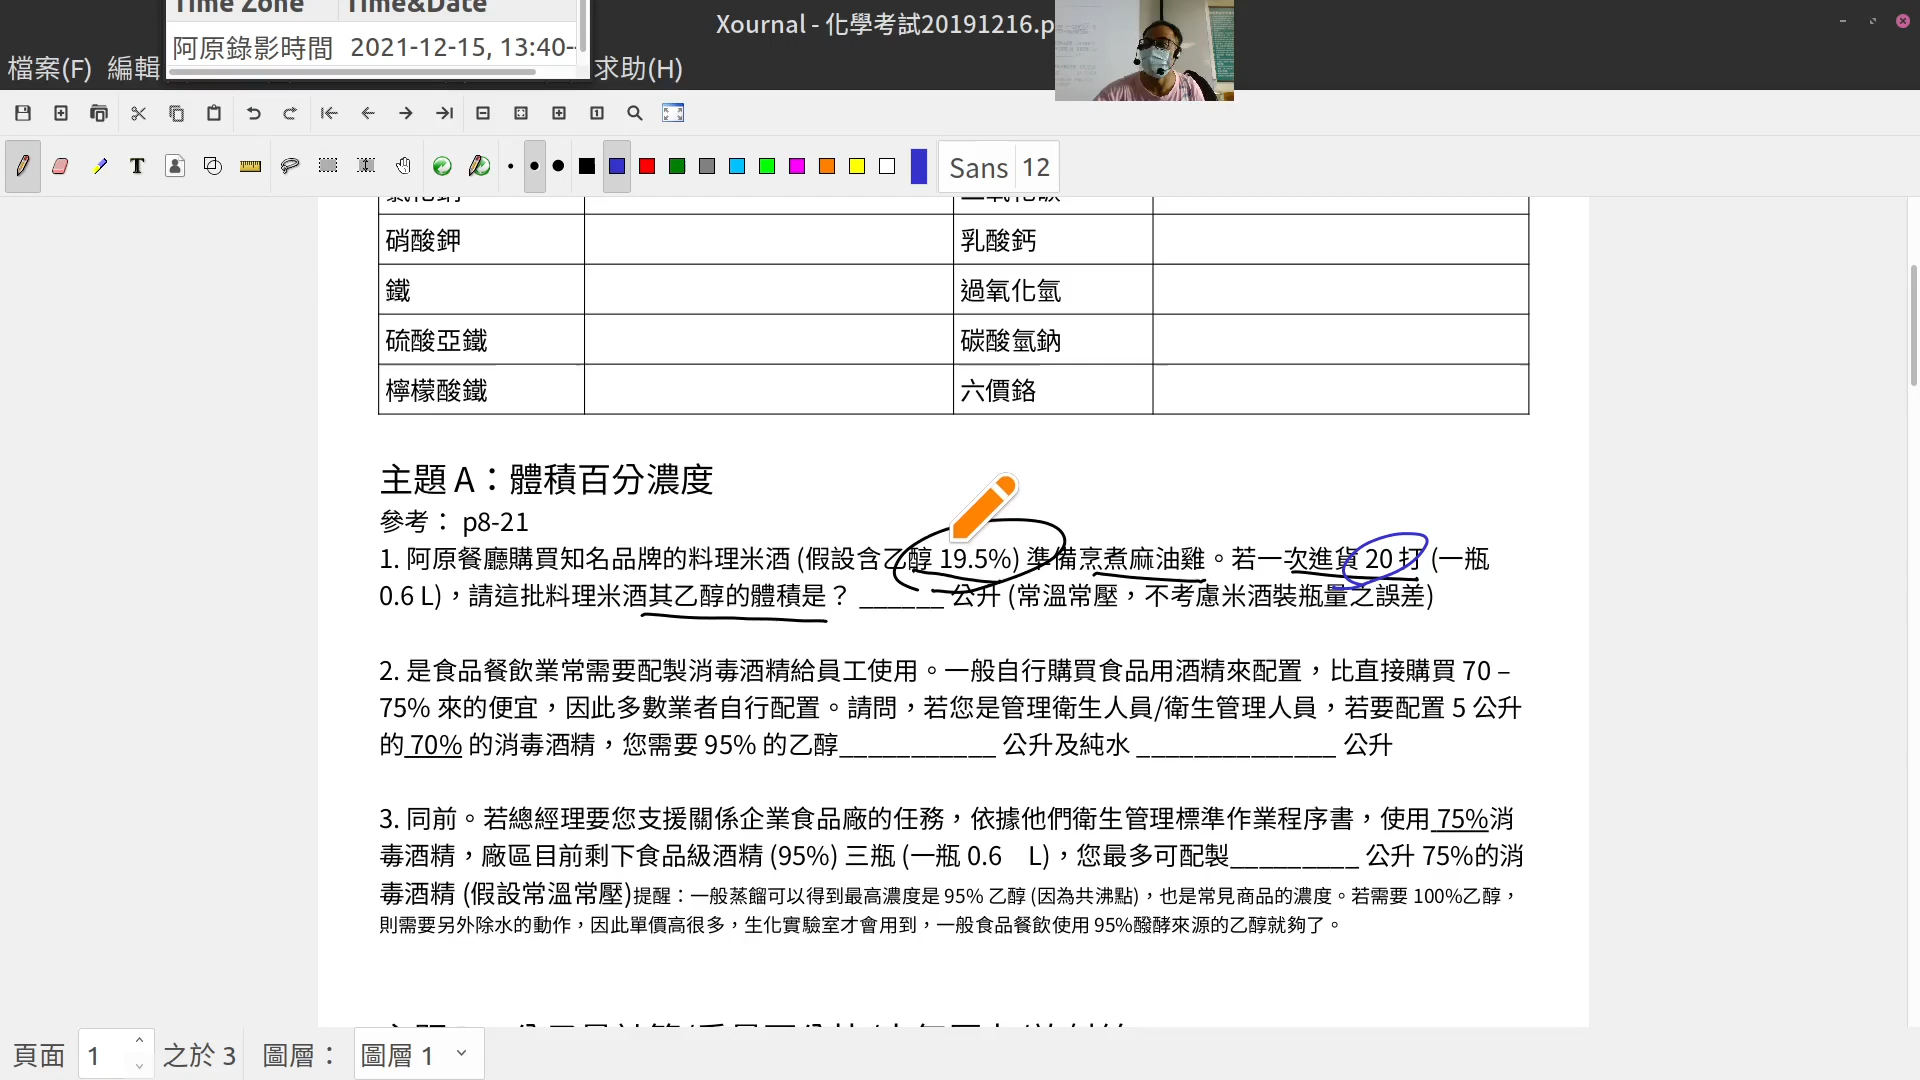 Time Zone Time&Date
Xournal - 化學考試20191216.p
阿原錄影時間 2021-12-15, 13:40-
檔案(F) 編輯 求助(H)
Sans 12
硝酸鉀 乳酸鈣
鐵 過氧化氫
硫酸亞鐵 碳酸氫鈉
檸檬酸鐵 六價鉻
主題 A：體積百分濃度
參考： p8-21
1. 阿原餐廳購買知名品牌的料理米酒 (假設含乙醇 19.5%) 準備烹煮麻油雞。若一次進貨 20 打 (一瓶
0.6 L)，請這批料理米酒其乙醇的體積是？ ______ 公升 (常溫常壓，不考慮米酒裝瓶量之誤差)
2. 是食品餐飲業常需要配製消毒酒精給員工使用。一般自行購買食品用酒精來配置，比直接購買 70 –
75% 來的便宜，因此多數業者自行配置。請問，若您是管理衛生人員/衛生管理人員，若要配置 5 公升
的 70% 的消毒酒精，您需要 95% 的乙醇___________ 公升及純水 ______________ 公升
3. 同前。若總經理要您支援關係企業食品廠的任務，依據他們衛生管理標準作業程序書，使用 75%消
毒酒精，廠區目前剩下食品級酒精 (95%) 三瓶 (一瓶 0.6 L)，您最多可配製_________ 公升 75%的消
毒酒精 (假設常溫常壓)提醒：一般蒸餾可以得到最高濃度是 95% 乙醇 (因為共沸點)，也是常見商品的濃度。若需要 100%乙醇，
則需要另外除水的動作，因此單價高很多，生化實驗室才會用到，一般食品餐飲使用 95%醱酵來源的乙醇就夠了。
頁面 1 之於 3 圖層： 圖層 1